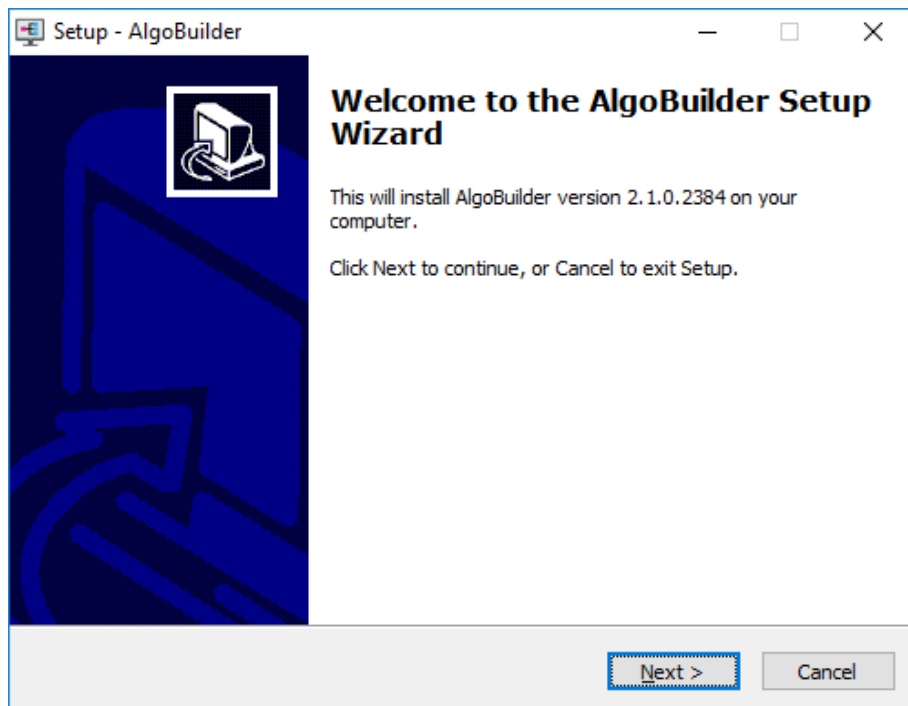 Setup - AlgoBuilder
Welcome to the AlgoBuilder Setup
Wizard
This will install AlgoBuilder version 2.1.0.2384 on your
computer.
Click Next to continue, or Cancel to exit Setup.
Next >
Cancel